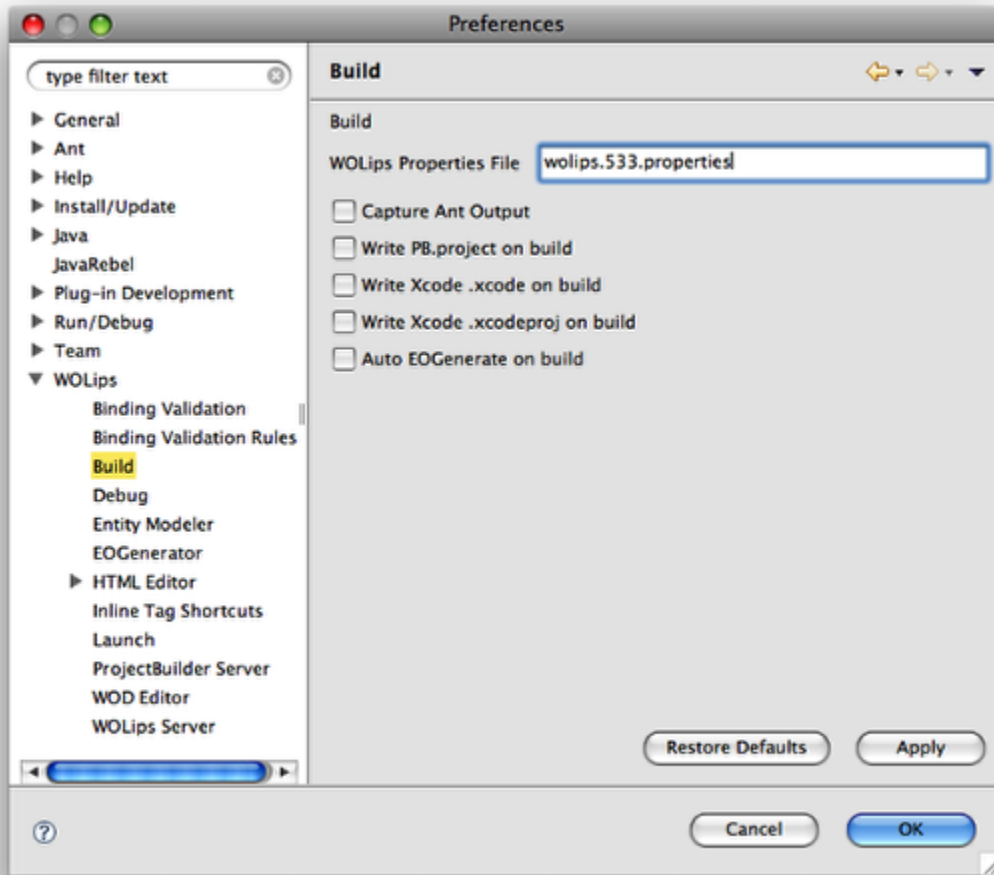 Preferences
type filter text
General
Ant
Help
Install/Update
Java
JavaRebel
Plug-in Development
Run/Debug
Team
WOLips
Binding Validation
Binding Validation Rules
Build
Debug
Entity Modeler
EOGenerator
HTML Editor
Inline Tag Shortcuts
Launch
ProjectBuilder Server
WOD Editor
WOLips Server
Build
Build
WOLips Properties File wolips.533.properties
Capture Ant Output
Write PB.project on build
Write Xcode .xcode on build
Write Xcode .xcodeproj on build
Auto EOGenerate on build
Restore Defaults Apply
? Cancel OK